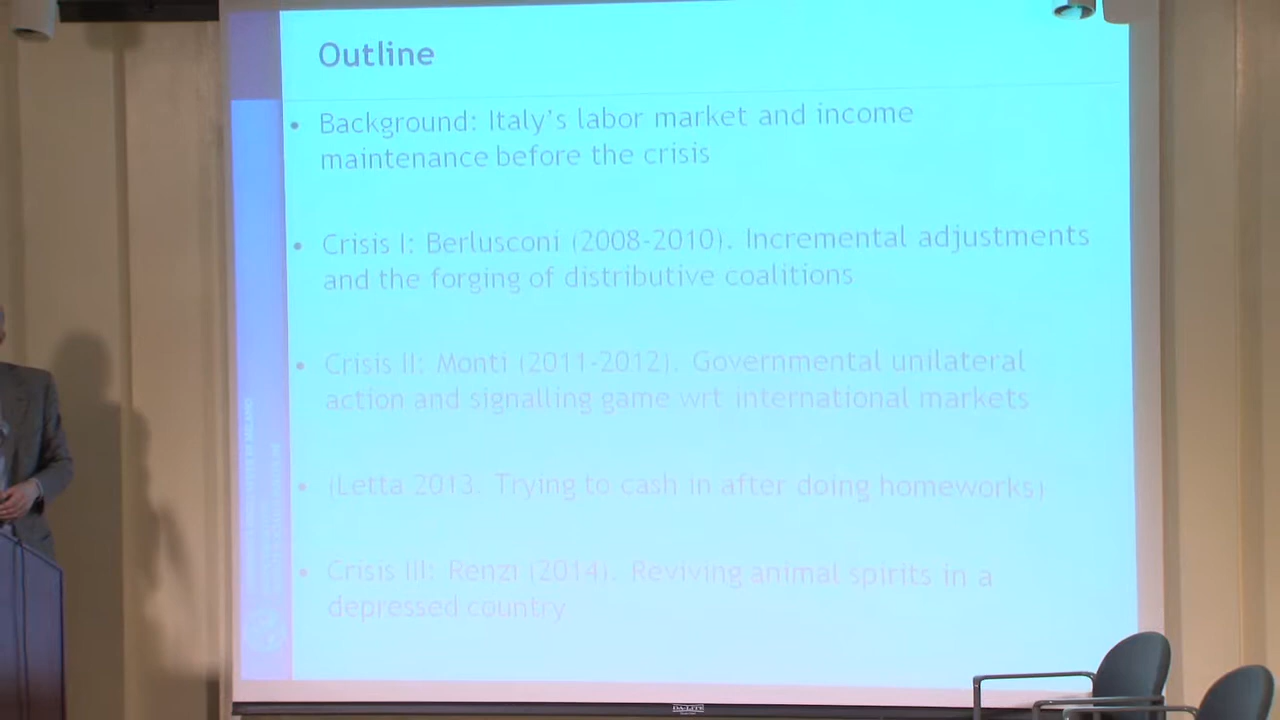 Outline
• Background: Italy's labor market and income
maintenance before the crisis
• Crisis I: Berlusconi (2008-2010). Incremental adjustments
and the forging of distributive coalitions
• Crisis II: Monti (2011-2012). Governmental unilateral
action and signalling game wrt international markets
• (Letta 2013. Trying to cash in after doing homeworks)
• Crisis III: Renzi (2014). Reviving animal spirits in a
depressed country
DA-LITE